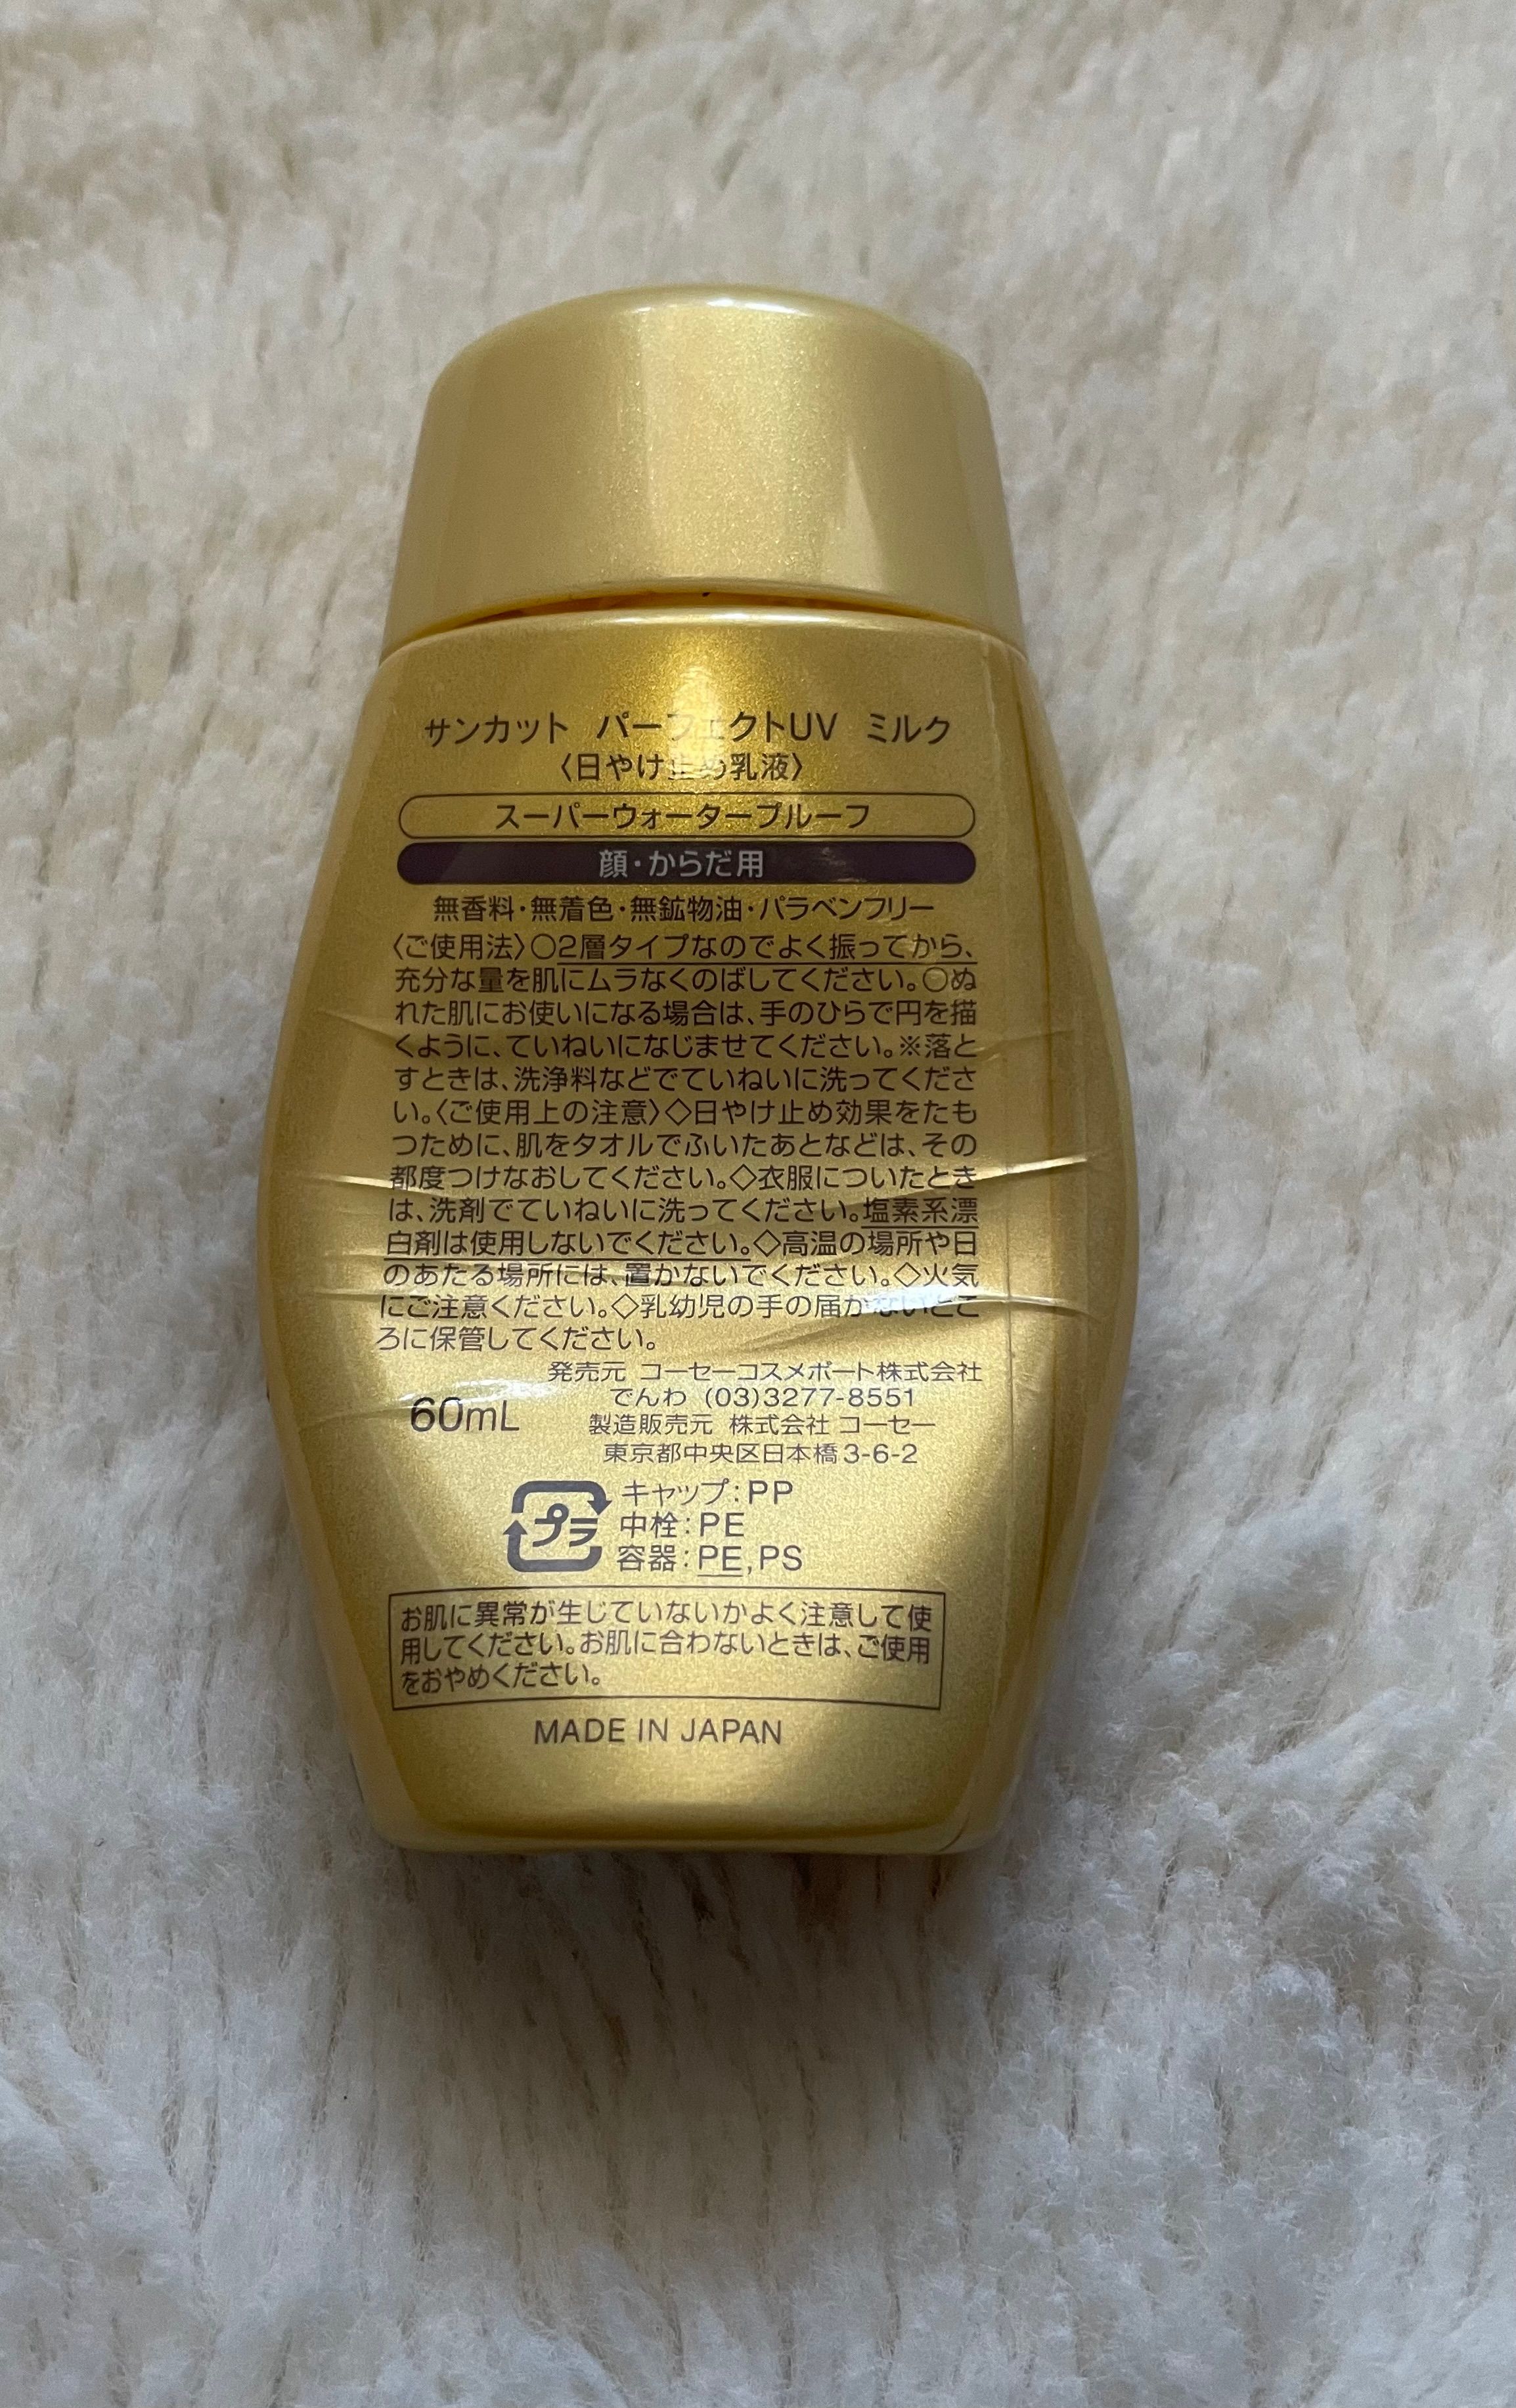 サンカット パーフェクトUV ミルク
〈日やけ止め乳液〉
スーパーウォータープルーフ
顔・からだ用
無香料・無着色・無鉱物油・パラベンフリー
〈ご使用法〉○2層タイプなのでよく振ってから、
充分な量を肌にムラなくのばしてください。○ぬ
れた肌にお使いになる場合は、手のひらで円を描
くように、ていねいになじませてください。※落と
すときは、洗浄料などでていねいに洗ってくださ
い。〈ご使用上の注意〉◇日やけ止め効果をたも
つために、肌をタオルでふいたあとなどは、その
都度つけなおしてください。◇衣服についたとき
は、洗剤でていねいに洗ってください。塩素系漂
白剤は使用しないでください。◇高温の場所や日
のあたる場所には、置かないでください。◇火気
にご注意ください。◇乳幼児の手の届かないとこ
ろに保管してください。
発売元 コーセーコスメポート株式会社
でんわ (03)3277-8551
60mL
製造販売元 株式会社 コーセー
東京都中央区日本橋3-6-2
プラ
キャップ:PP
中栓:PE
容器:PE,PS
お肌に異常が生じていないかよく注意して使
用してください。お肌に合わないときは、ご使用
をおやめください。
MADE IN JAPAN